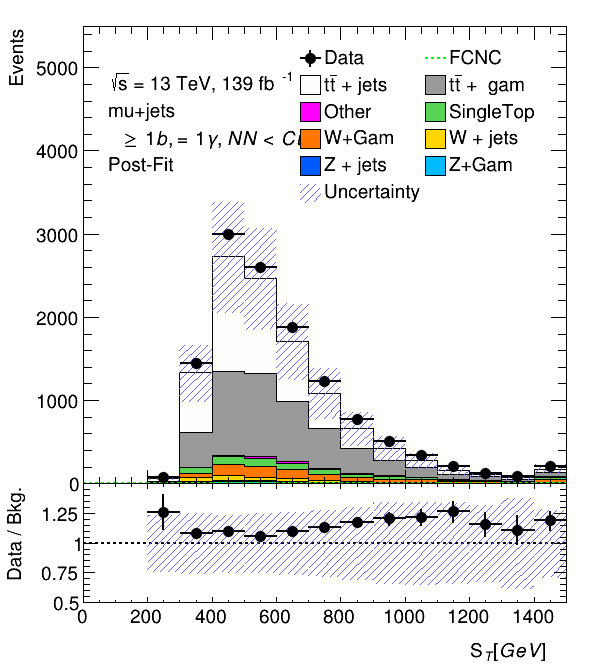 Events
5000
4000
3000
2000
1000
0
√s = 13 TeV, 139 fb -1
mu+jets
≥ 1b, = 1γ, NN <
Post-Fit
Data
FCNC
tt̄ + jets
tt̄ + gam
Other
SingleTop
W+Gam
W + jets
Z + jets
Z+Gam
Uncertainty
Data / Bkg.
1.25
1
0.75
0.5
0 200 400 600 800 1000 1200 1400
S_T[GeV]